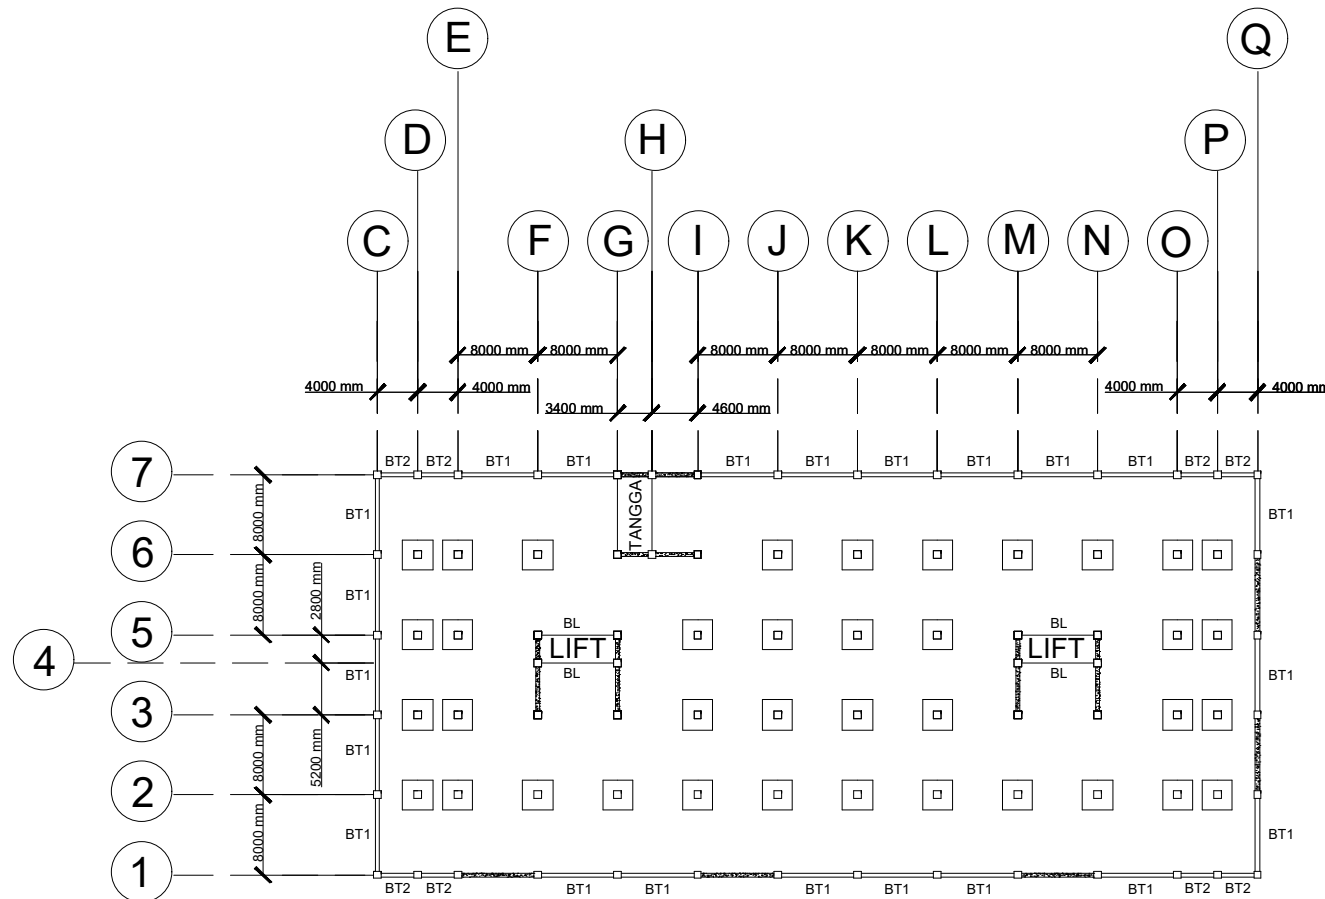 E Q
D H P
C F G I J K L M N O
8000 mm 8000 mm 8000 mm 8000 mm 8000 mm 8000 mm 8000 mm
4000 mm 4000 mm 4000 mm 4000 mm
3400 mm 4600 mm
BT2 BT2 BT1 BT1 BT1 BT1 BT1 BT1 BT1 BT1 BT2 BT2
7
8000 mm
TANGGA
BT1 BT1
6
8000 mm
2800 mm
BT1
5
BL BL
LIFT LIFT
4
BT1 BL BL BT1
3
8000 mm
5200 mm
BT1
2
8000 mm
BT1 BT1
1
BT2 BT2 BT1 BT1 BT1 BT1 BT1 BT1 BT2 BT2